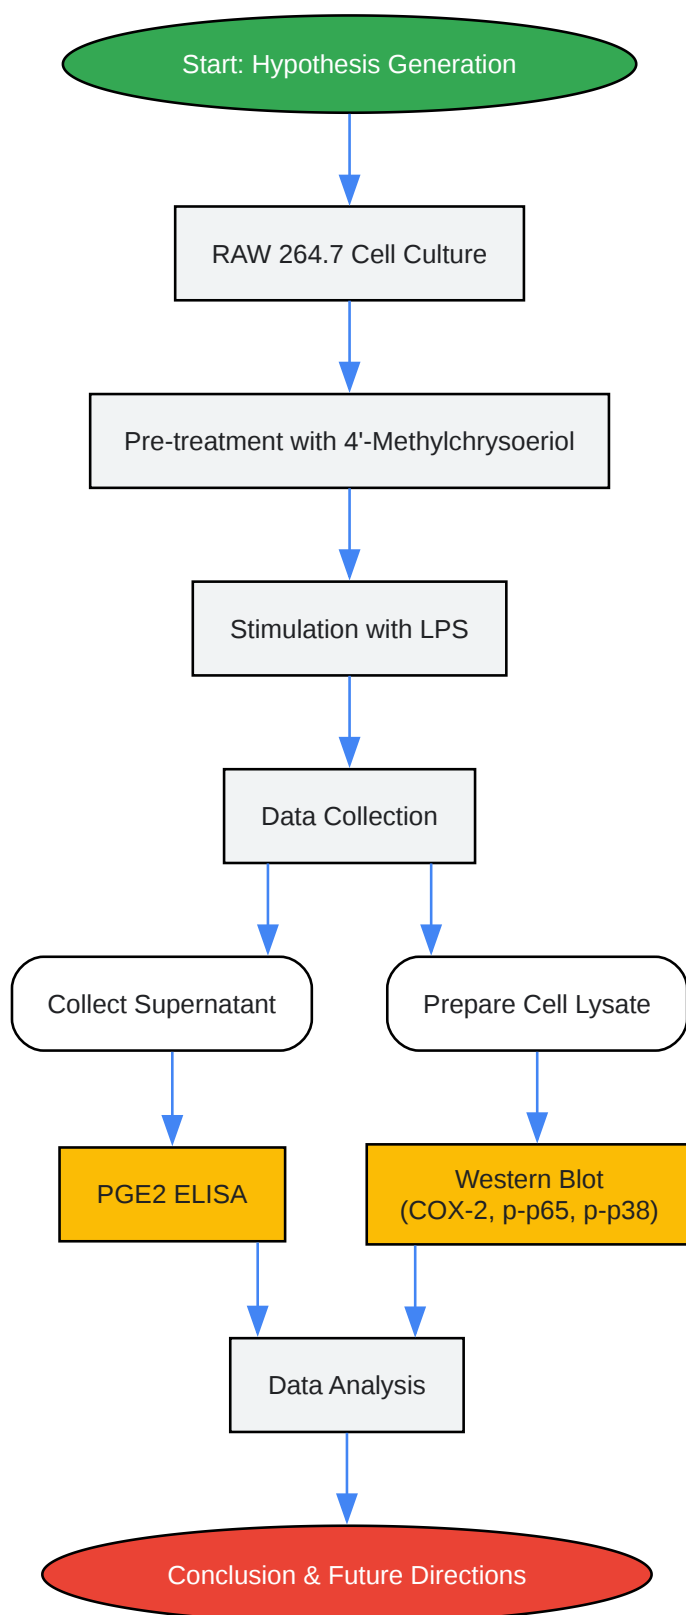 Start: Hypothesis Generation
RAW 264.7 Cell Culture
Pre-treatment with 4'-Methylchrysoeriol
Stimulation with LPS
Data Collection
Collect Supernatant
Prepare Cell Lysate
PGE2 ELISA
Western Blot
(COX-2, p-p65, p-p38)
Data Analysis
Conclusion & Future Directions